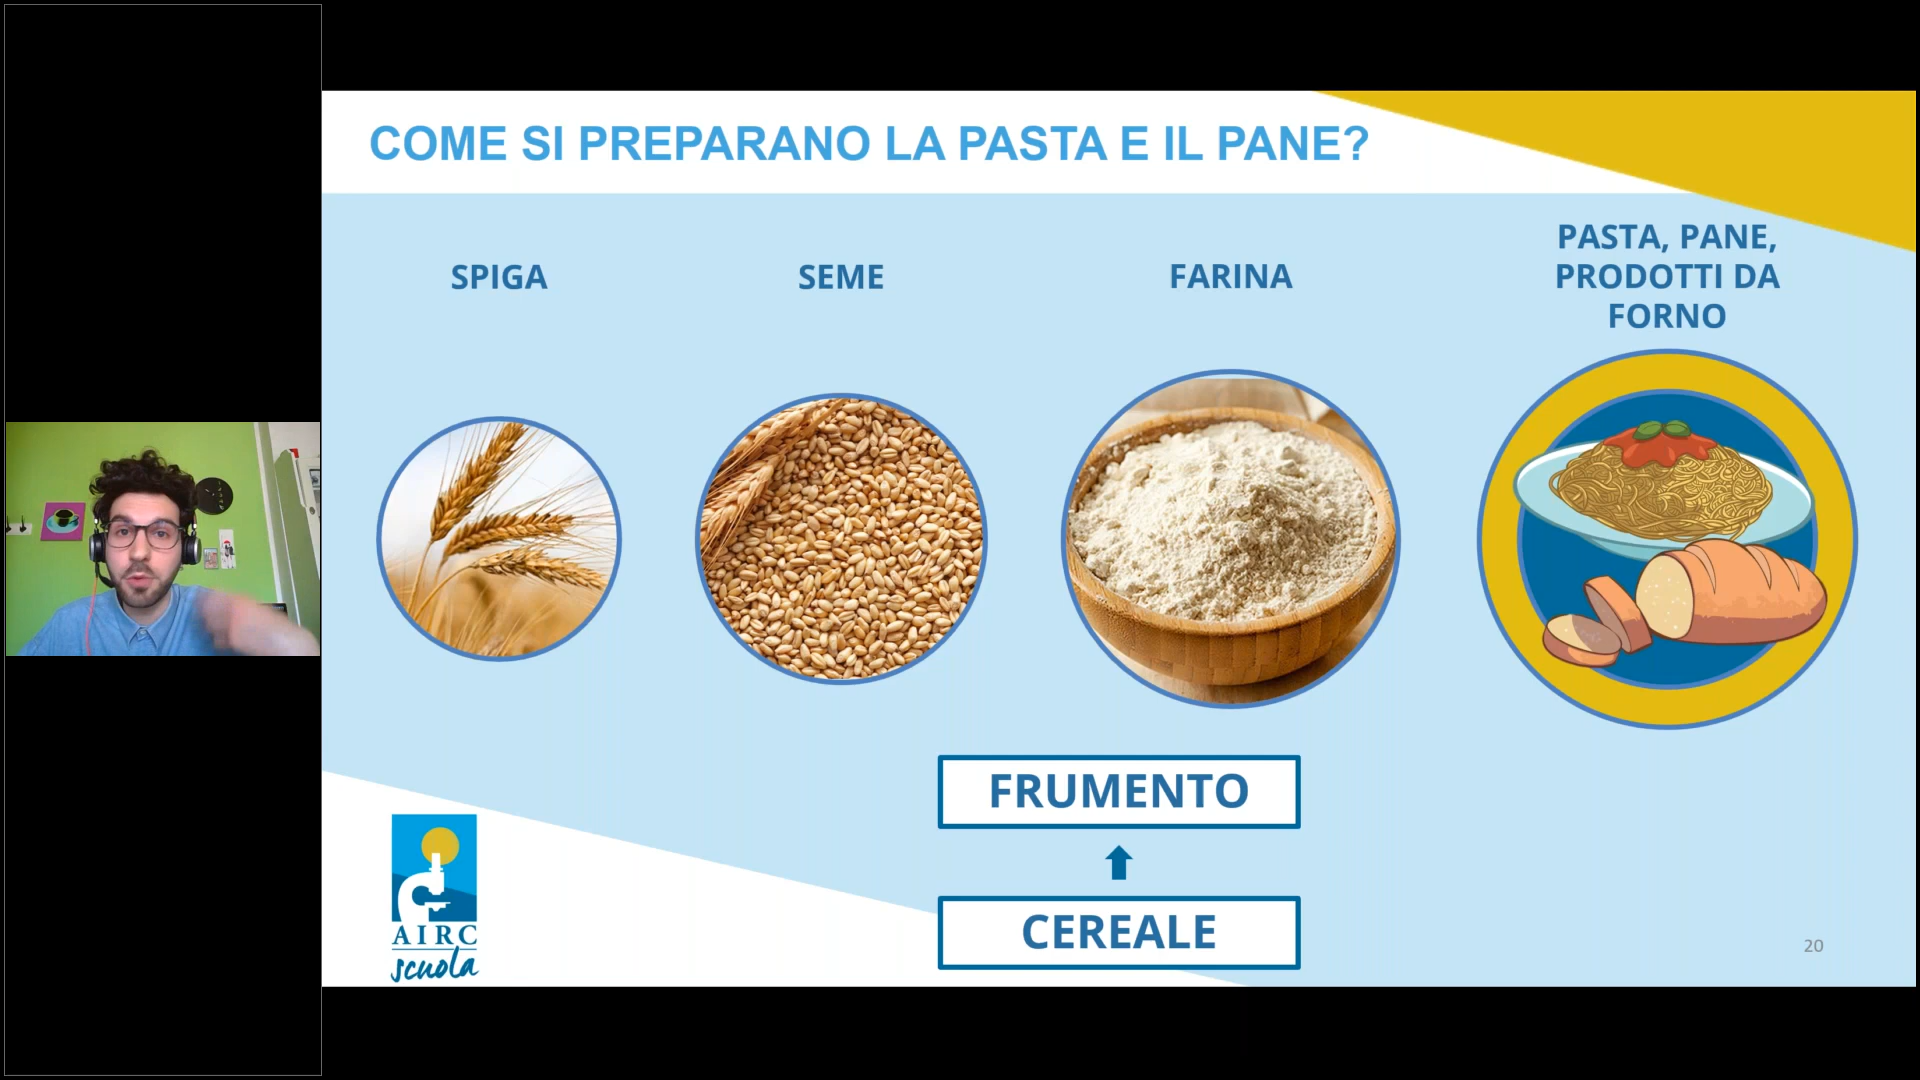 COME SI PREPARANO LA PASTA E IL PANE?
SPIGA
SEME
FARINA
PASTA, PANE,
PRODOTTI DA
FORNO
FRUMENTO
CEREALE
AIRC
scuola
20